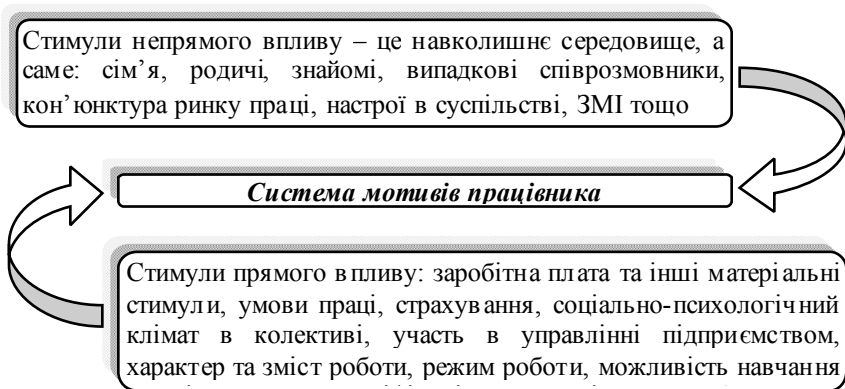 Стимули непрямого впливу – це навколишнє середовище, а
саме: сім’я, родичі, знайомі, випадкові співрозмовники,
кон’юнктура ринку праці, настрої в суспільстві, ЗМІ тощо
Система мотивів працівника
Стимули прямого впливу: заробітна плата та інші матеріальні
стимули, умови праці, страхування, соціально-психологічний
клімат в колективі, участь в управлінні підприємством,
характер та зміст роботи, режим роботи, можливість навчання